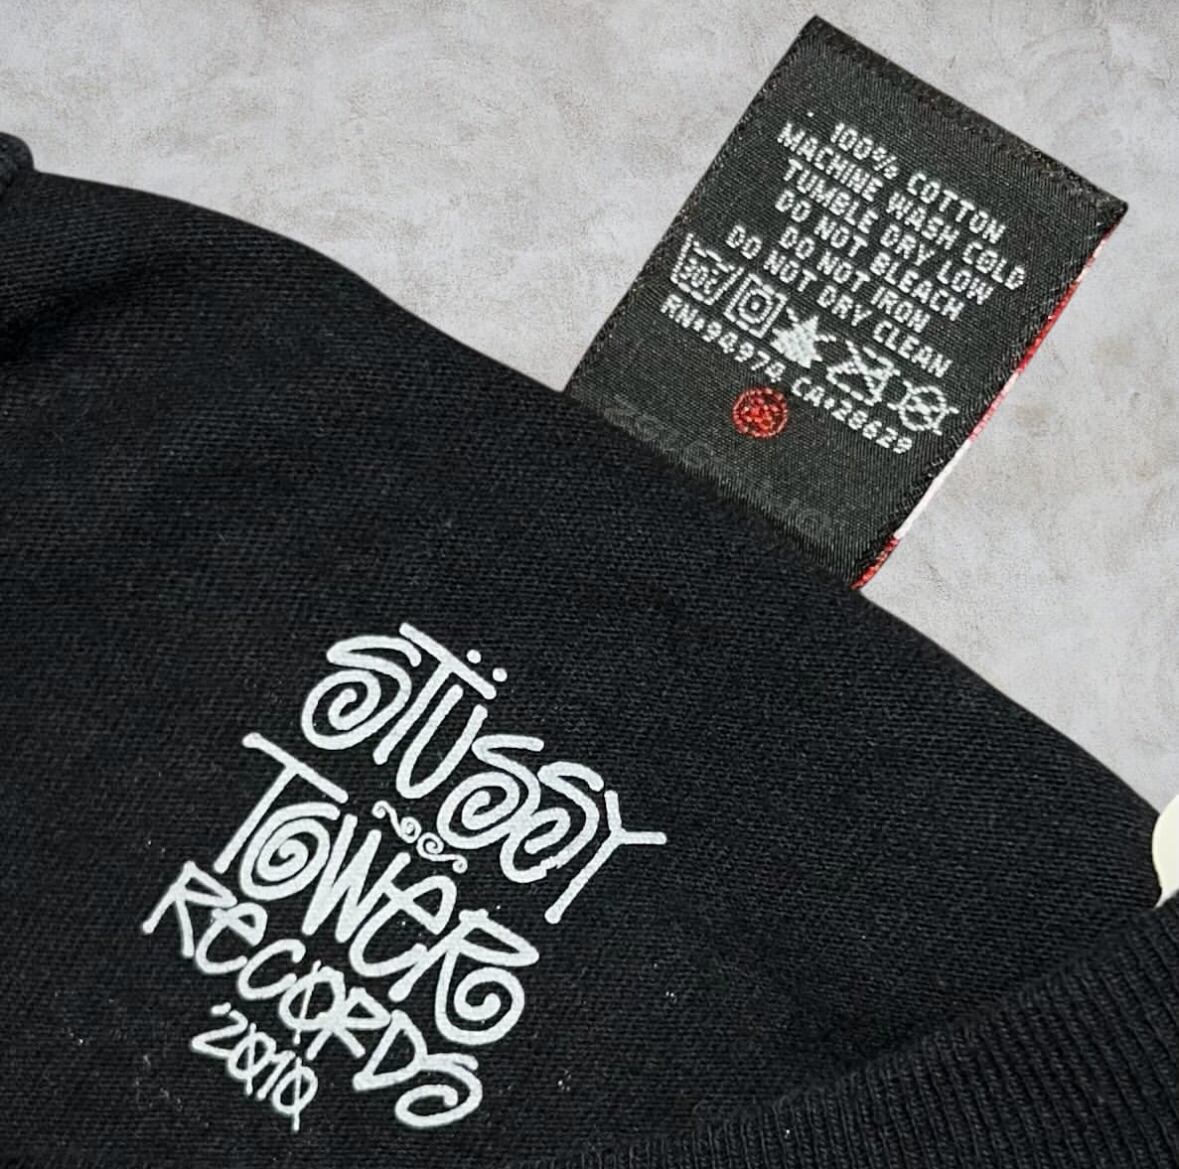 100% COTTON
MACHINE WASH COLD
TUMBLE DRY LOW
DO NOT BLEACH
DO NOT IRON
DO NOT DRY CLEAN
RN:94974 CA:28629
STÜSSY
TOWER
RECORDS
2010